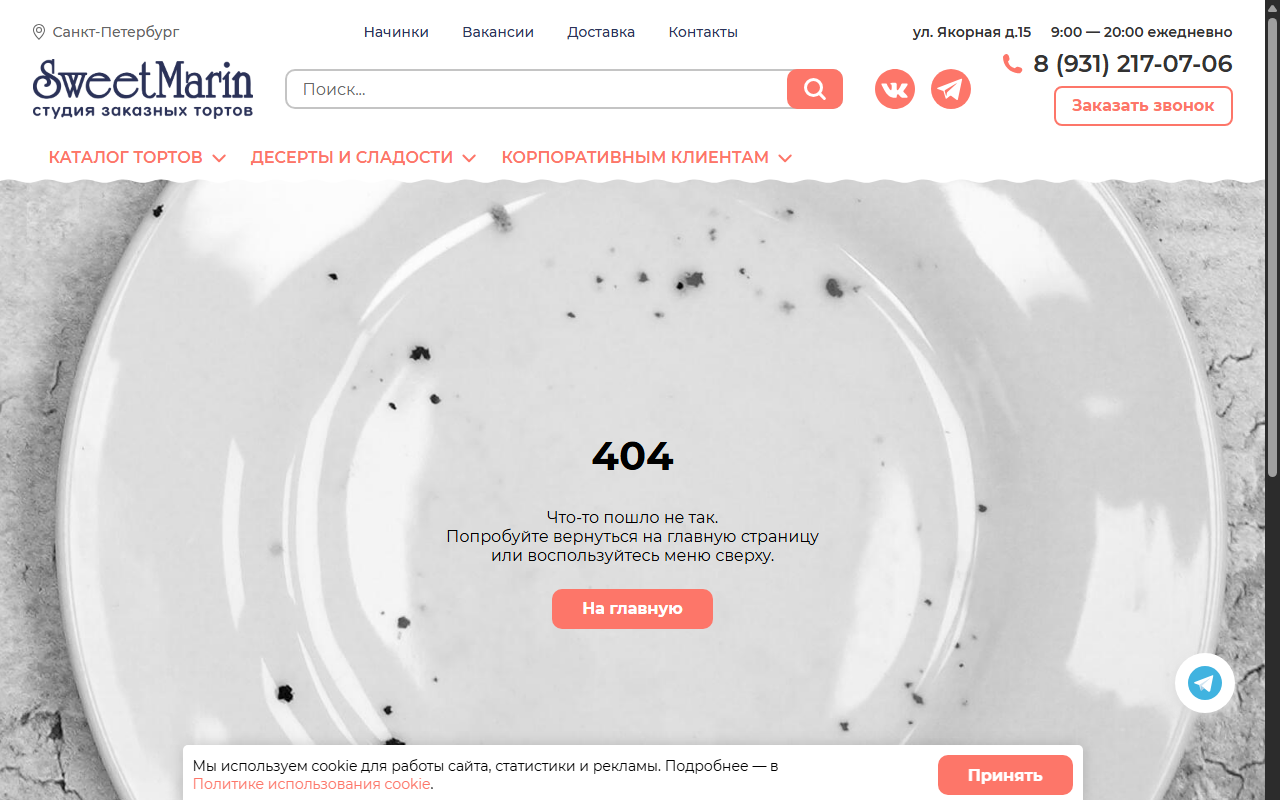 Санкт-Петербург
Начинки
Вакансии
Доставка
Контакты
ул. Якорная д.15
9:00 — 20:00 ежедневно
SweetMarin
студия заказных тортов
Поиск...
8 (931) 217-07-06
Заказать звонок
КАТАЛОГ ТОРТОВ
ДЕСЕРТЫ И СЛАДОСТИ
КОРПОРАТИВНЫМ КЛИЕНТАМ
404
Что-то пошло не так.
Попробуйте вернуться на главную страницу
или воспользуйтесь меню сверху.
На главную
Мы используем cookie для работы сайта, статистики и рекламы. Подробнее — в
Политике использования cookie.
Принять